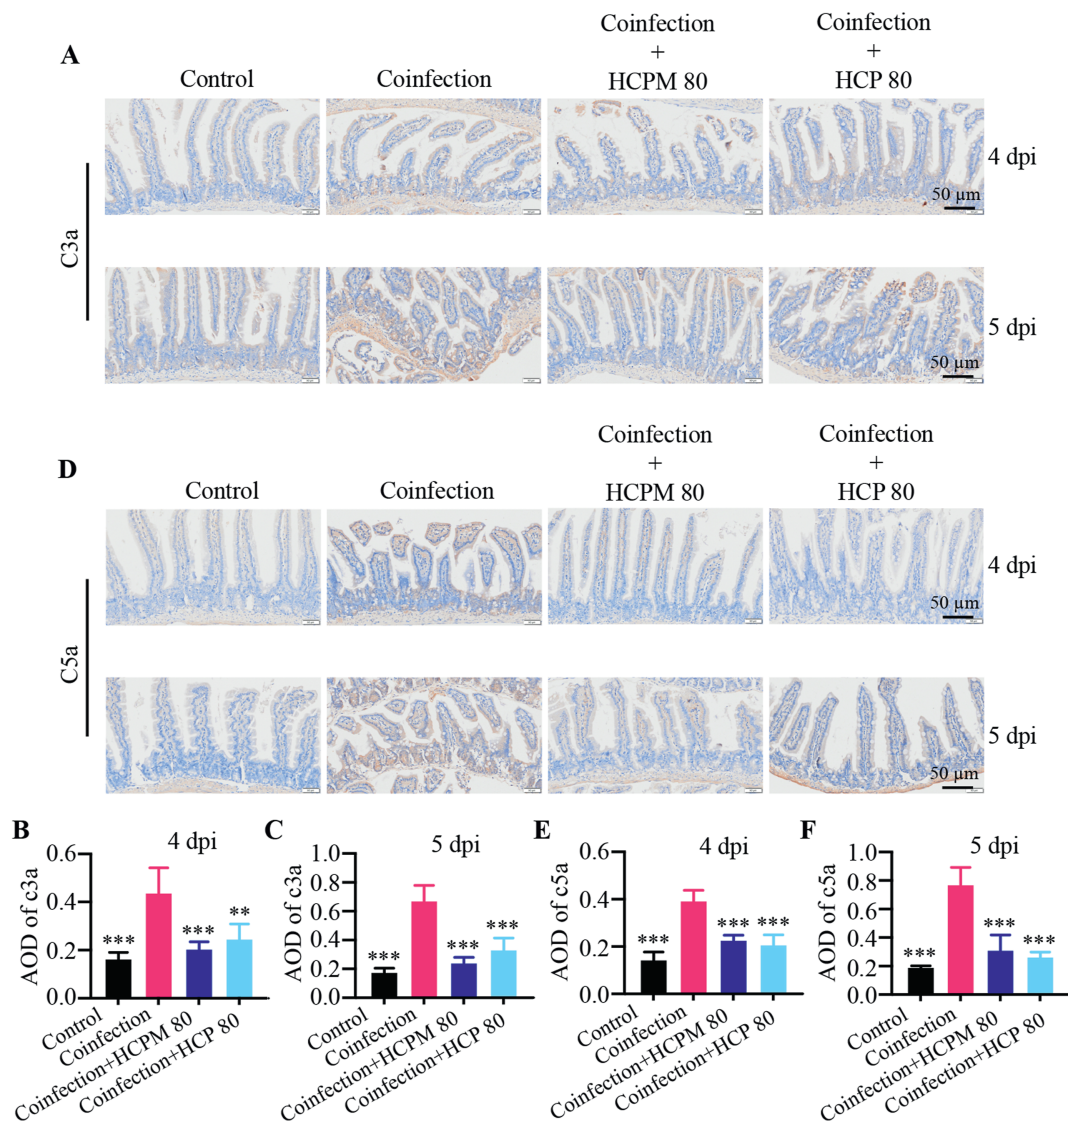 A
Control
Coinfection
Coinfection
+
HCPM 80
Coinfection
+
HCP 80
C3a
4 dpi
50 µm
5 dpi
50 µm
D
Control
Coinfection
Coinfection
+
HCPM 80
Coinfection
+
HCP 80
C5a
4 dpi
50 µm
5 dpi
50 µm
B
4 dpi
AOD of c3a
0.6
0.4
0.2
0.0
***
***
**
Control
Coinfection
Coinfection+HCPM 80
Coinfection+HCP 80
C
5 dpi
AOD of c3a
1.0
0.8
0.6
0.4
0.2
0.0
***
***
***
Control
Coinfection
Coinfection+HCPM 80
Coinfection+HCP 80
E
4 dpi
AOD of c5a
0.6
0.4
0.2
0.0
***
***
***
Control
Coinfection
Coinfection+HCPM 80
Coinfection+HCP 80
F
5 dpi
AOD of c5a
1.0
0.8
0.6
0.4
0.2
0.0
***
***
***
Control
Coinfection
Coinfection+HCPM 80
Coinfection+HCP 80